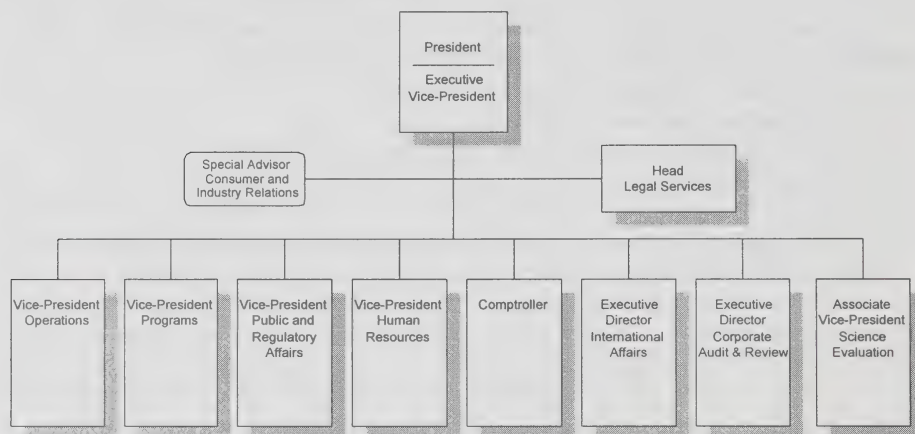 President
Executive
Vice-President
Special Advisor
Consumer and
Industry Relations
Head
Legal Services
Vice-President
Operations
Vice-President
Programs
Vice-President
Public and
Regulatory
Affairs
Vice-President
Human
Resources
Comptroller
Executive
Director
International
Affairs
Executive
Director
Corporate
Audit & Review
Associate
Vice-President
Science
Evaluation